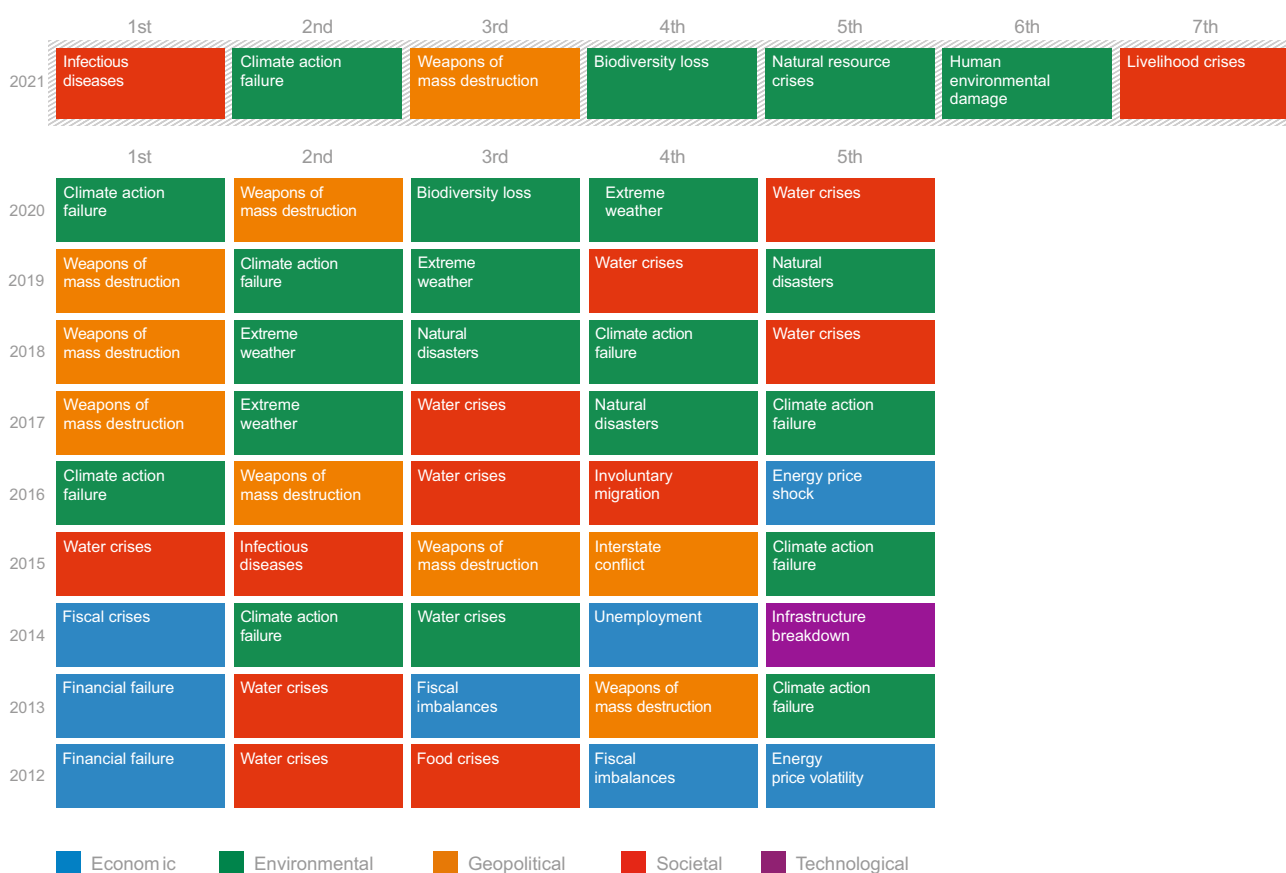 1st 2nd 3rd 4th 5th 6th 7th
2021
Infectious
diseases
Climate action
failure
Weapons of
mass destruction
Biodiversity loss
Natural resource
crises
Human
environmental
damage
Livelihood crises
1st 2nd 3rd 4th 5th
2020
Climate action
failure
Weapons of
mass destruction
Biodiversity loss
Extreme
weather
Water crises
2019
Weapons of
mass destruction
Climate action
failure
Extreme
weather
Water crises
Natural
disasters
2018
Weapons of
mass destruction
Extreme
weather
Natural
disasters
Climate action
failure
Water crises
2017
Weapons of
mass destruction
Extreme
weather
Water crises
Natural
disasters
Climate action
failure
2016
Climate action
failure
Weapons of
mass destruction
Water crises
Involuntary
migration
Energy price
shock
2015
Water crises
Infectious
diseases
Weapons of
mass destruction
Interstate
conflict
Climate action
failure
2014
Fiscal crises
Climate action
failure
Water crises
Unemployment
Infrastructure
breakdown
2013
Financial failure
Water crises
Fiscal
imbalances
Weapons of
mass destruction
Climate action
failure
2012
Financial failure
Water crises
Food crises
Fiscal
imbalances
Energy
price volatility
Economic Environmental Geopolitical Societal Technological